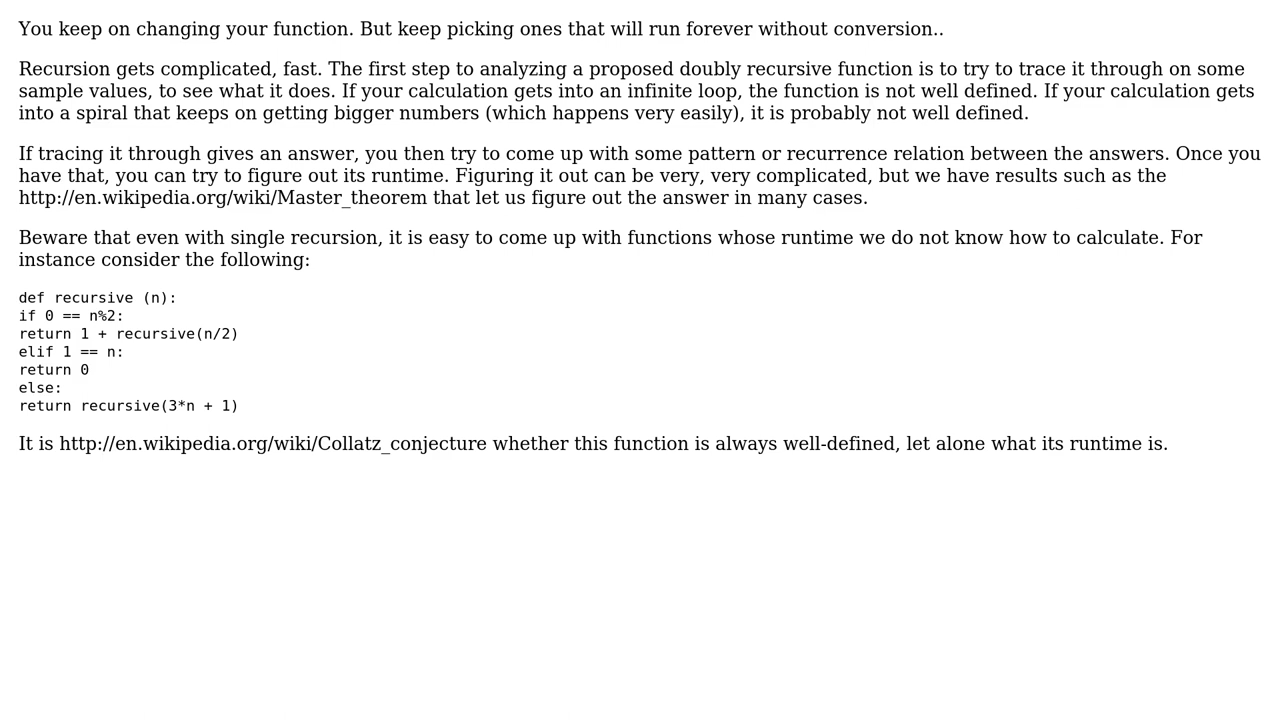 You keep on changing your function. But keep picking ones that will run forever without conversion..
Recursion gets complicated, fast. The first step to analyzing a proposed doubly recursive function is to try to trace it through on some
sample values, to see what it does. If your calculation gets into an infinite loop, the function is not well defined. If your calculation gets
into a spiral that keeps on getting bigger numbers (which happens very easily), it is probably not well defined.
If tracing it through gives an answer, you then try to come up with some pattern or recurrence relation between the answers. Once you
have that, you can try to figure out its runtime. Figuring it out can be very, very complicated, but we have results such as the
http://en.wikipedia.org/wiki/Master_theorem that let us figure out the answer in many cases.
Beware that even with single recursion, it is easy to come up with functions whose runtime we do not know how to calculate. For
instance consider the following:
def recursive (n):
if 0 == n%2:
return 1 + recursive(n/2)
elif 1 == n:
return 0
else:
return recursive(3*n + 1)
It is http://en.wikipedia.org/wiki/Collatz_conjecture whether this function is always well-defined, let alone what its runtime is.